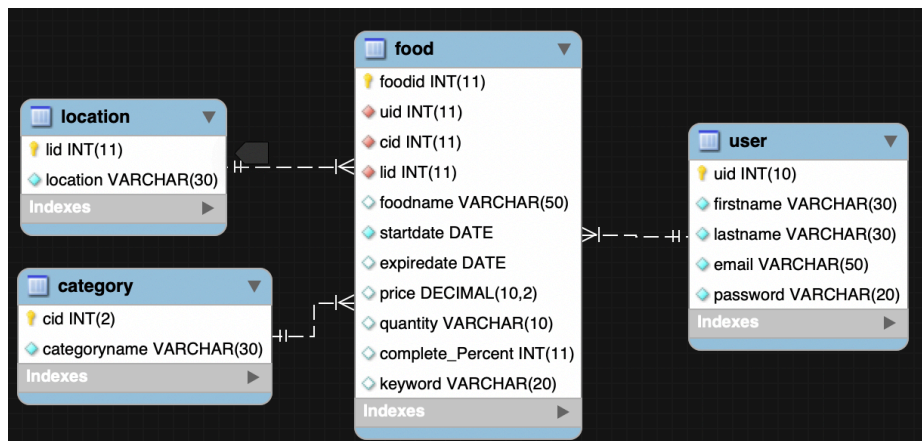 location
lid INT(11)
location VARCHAR(30)
Indexes
category
cid INT(2)
categoryname VARCHAR(30)
Indexes
food
foodid INT(11)
uid INT(11)
cid INT(11)
lid INT(11)
foodname VARCHAR(50)
startdate DATE
expiredate DATE
price DECIMAL(10,2)
quantity VARCHAR(10)
complete_Percent INT(11)
keyword VARCHAR(20)
Indexes
user
uid INT(10)
firstname VARCHAR(30)
lastname VARCHAR(30)
email VARCHAR(50)
password VARCHAR(20)
Indexes